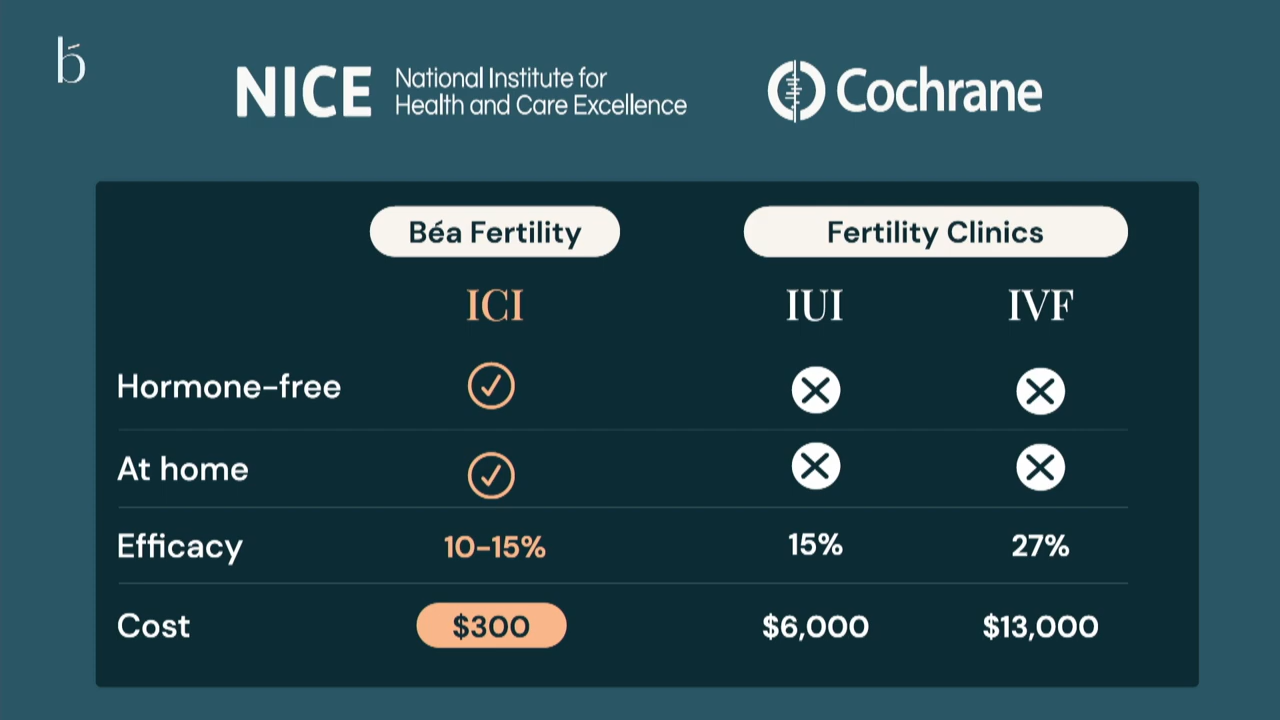 bé
NICE National Institute for
Health and Care Excellence
Cochrane
Béa Fertility
Fertility Clinics
ICI
IUI
IVF
Hormone-free
At home
Efficacy
10-15%
15%
27%
Cost
$300
$6,000
$13,000